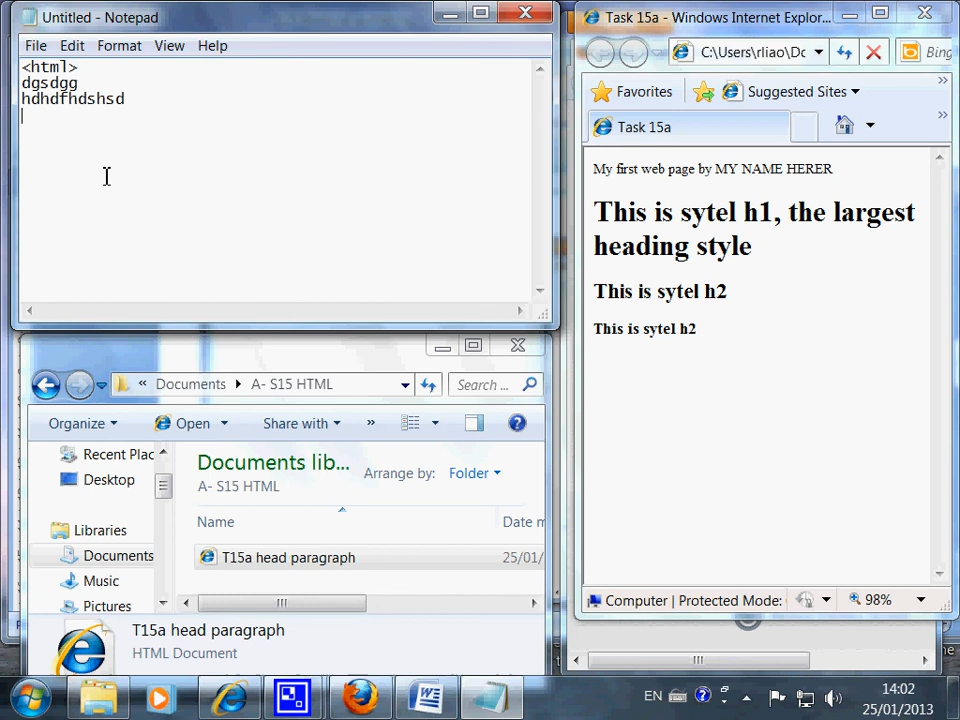 Untitled - Notepad
File Edit Format View Help
<html>
dgsdgg
hdhdfhdshsd
Task 15a - Windows Internet Explor...
C:\Users\rliao\Dc
Bing
Favorites
Suggested Sites
Task 15a
My first web page by MY NAME HERER
This is sytel h1, the largest
heading style
This is sytel h2
This is sytel h2
Computer | Protected Mode:
98%
« Documents A- S15 HTML
Search ...
Organize Open Share with »
Recent Plac
Desktop
Libraries
Documents
Music
Pictures
Documents lib...
A- S15 HTML
Arrange by: Folder
Name Date m
T15a head paragraph 25/01/
T15a head paragraph
HTML Document
EN
14:02
25/01/2013